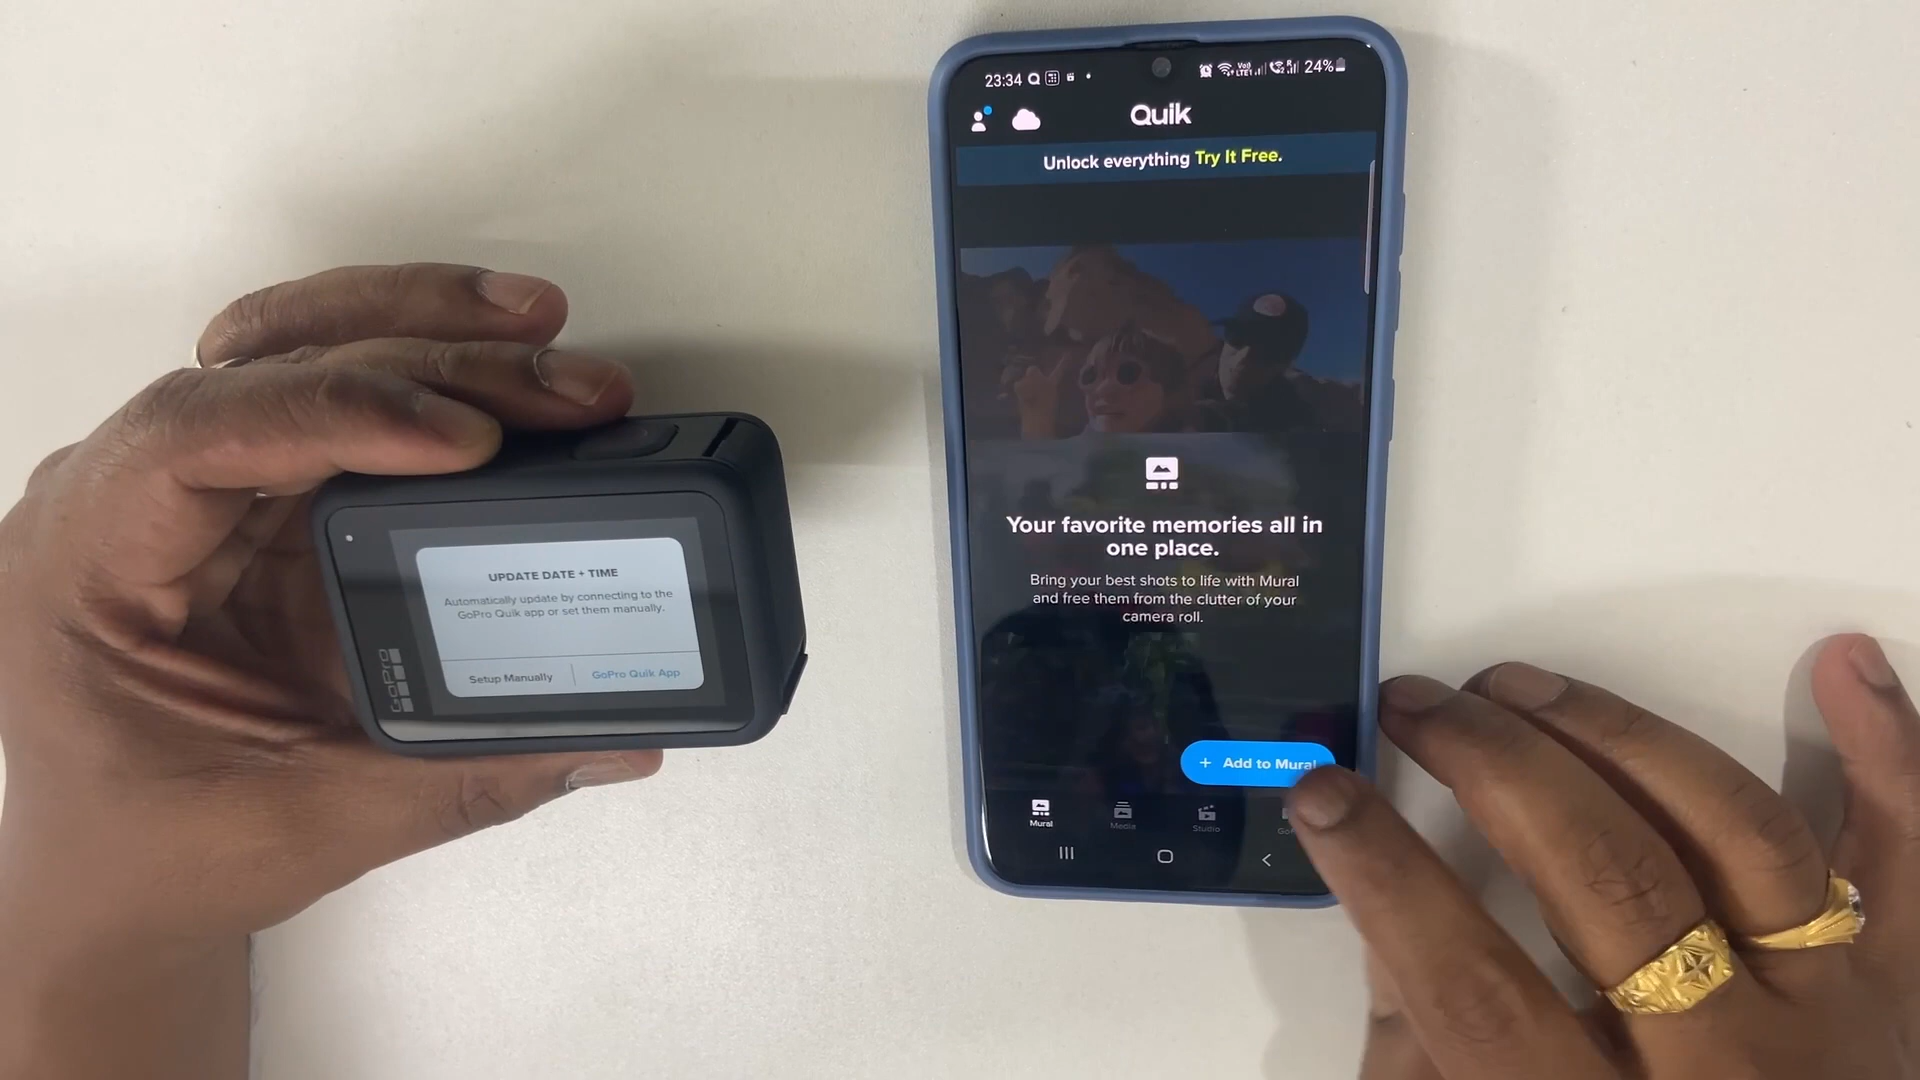 GoPro
UPDATE DATE + TIME
Automatically update by connecting to the
GoPro Quik app or set them manually.
Setup Manually
GoPro Quik App
23:34
VoD
LTE1
24%
Quik
Unlock everything Try It Free.
Your favorite memories all in
one place.
Bring your best shots to life with Mural
and free them from the clutter of your
camera roll.
+ Add to Mural
Mural
Media
Studio